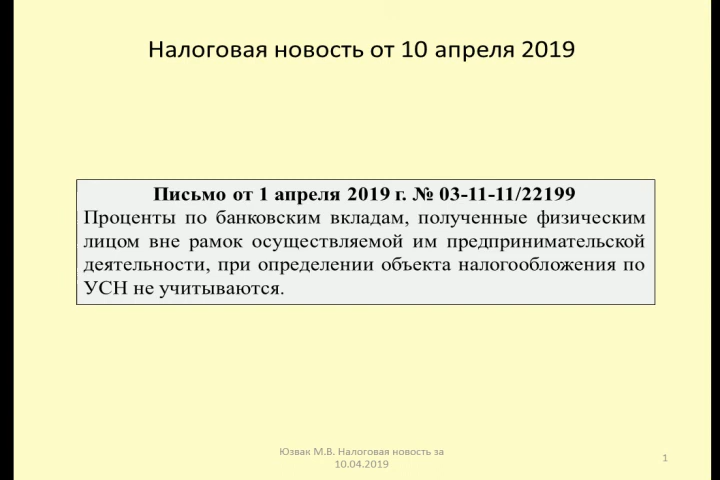 Налоговая новость от 10 апреля 2019
Письмо от 1 апреля 2019 г. № 03-11-11/22199
Проценты по банковским вкладам, полученные физическим
лицом вне рамок осуществляемой им предпринимательской
деятельности, при определении объекта налогообложения по
УСН не учитываются.
Юзвак М.В. Налоговая новость за
10.04.2019
1